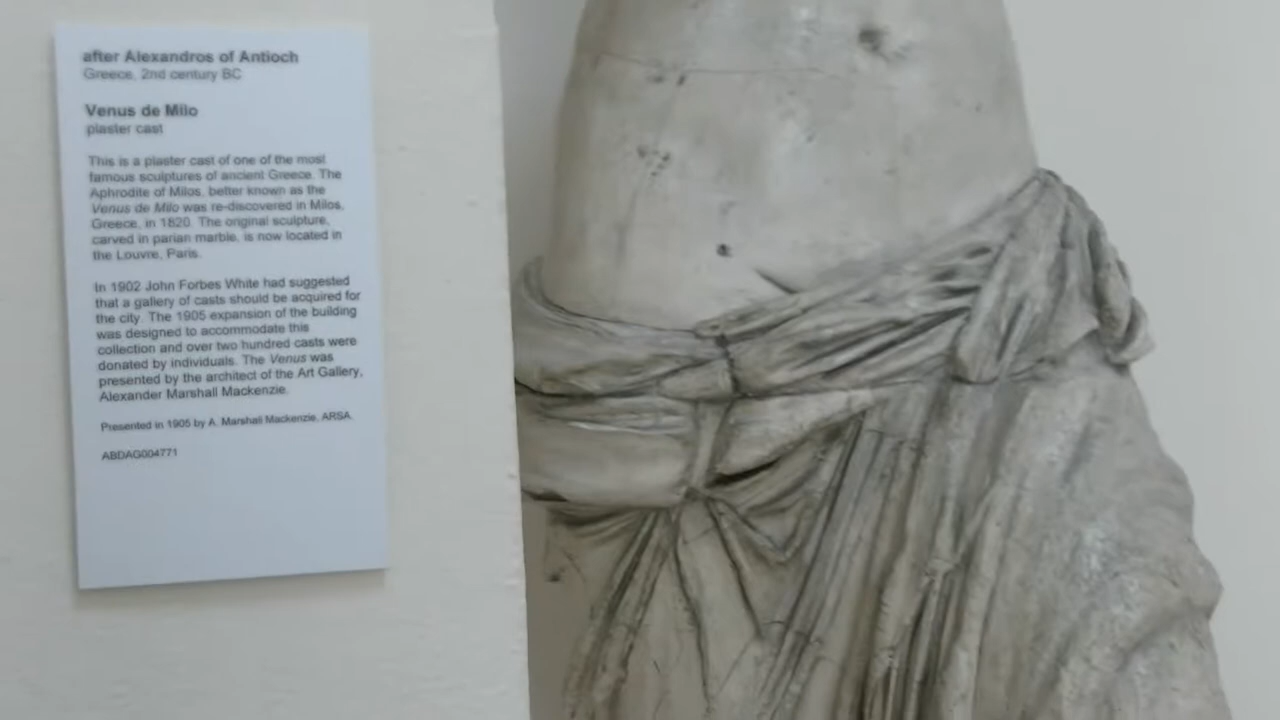 after Alexandros of Antioch
Greece, 2nd century BC
Venus de Milo
plaster cast
This is a plaster cast of one of the most
famous sculptures of ancient Greece. The
Aphrodite of Milos, better known as the
Venus de Milo was re-discovered in Milos,
Greece, in 1820. The original sculpture,
carved in parian marble, is now located in
the Louvre, Paris.
In 1902 John Forbes White had suggested
that a gallery of casts should be acquired for
the city. The 1905 expansion of the building
was designed to accommodate this
collection and over two hundred casts were
donated by individuals. The Venus was
presented by the architect of the Art Gallery,
Alexander Marshall Mackenzie.
Presented in 1905 by A. Marshall Mackenzie, ARSA.
ABDAG004771